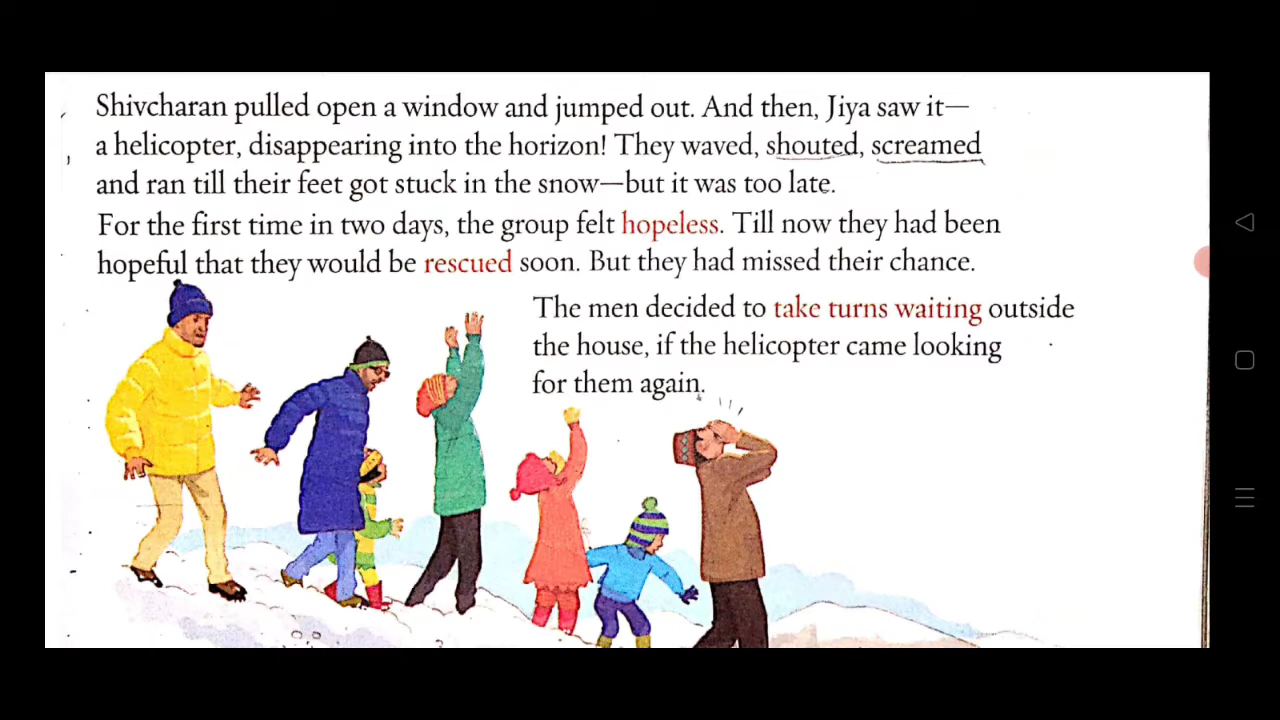 Shivcharan pulled open a window and jumped out. And then, Jiya saw it—
a helicopter, disappearing into the horizon! They waved, shouted, screamed
and ran till their feet got stuck in the snow—but it was too late.
For the first time in two days, the group felt hopeless. Till now they had been
hopeful that they would be rescued soon. But they had missed their chance.
The men decided to take turns waiting outside
the house, if the helicopter came looking
for them again.